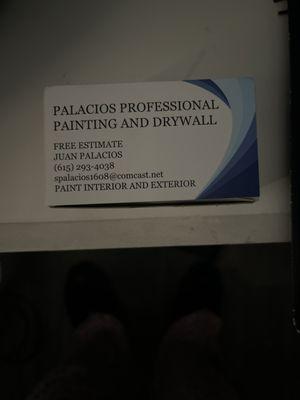 PALACIOS PROFESSIONAL
PAINTING AND DRYWALL
FREE ESTIMATE
JUAN PALACIOS
(615) 293-4038
spalacios1608@comcast.net
PAINT INTERIOR AND EXTERIOR